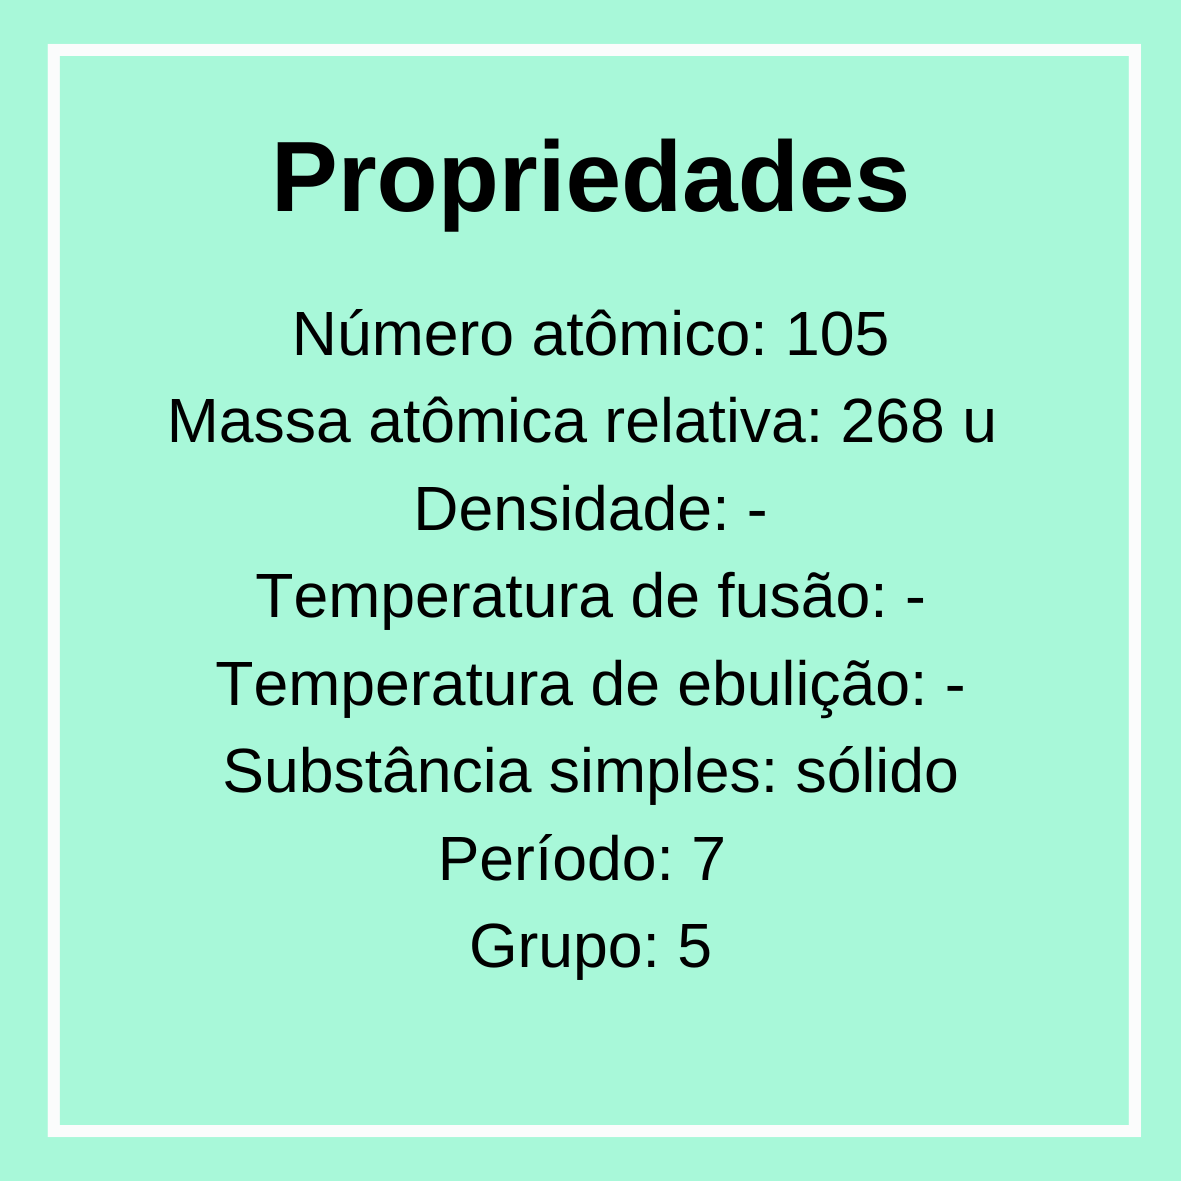 Propriedades
Número atômico: 105
Massa atômica relativa: 268 u
Densidade: -
Temperatura de fusão: -
Temperatura de ebulição: -
Substância simples: sólido
Período: 7
Grupo: 5